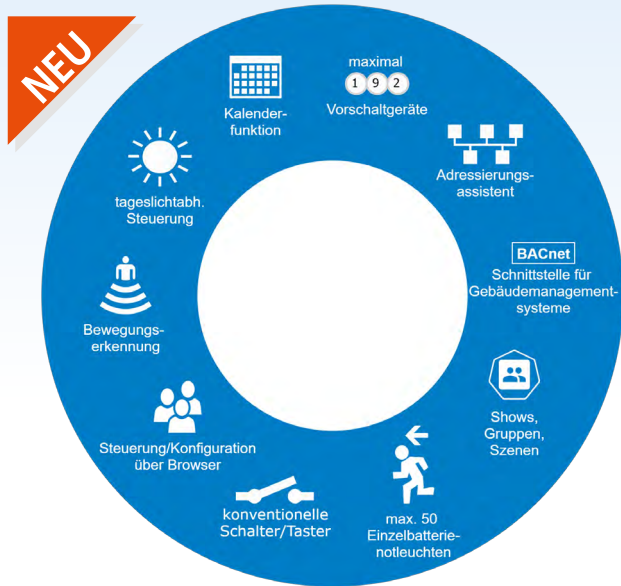 NEU
Kalender-
funktion
maximal
1 9 2
Vorschaltgeräte
Adressierungs-
assistent
BACnet
Schnittstelle für
Gebäudemanagement-
systeme
Shows,
Gruppen,
Szenen
max. 50
Einzelbatterie-
notleuchten
konventionelle
Schalter/Taster
Steuerung/Konfiguration
über Browser
Bewegungs-
erkennung
tageslichtabh.
Steuerung